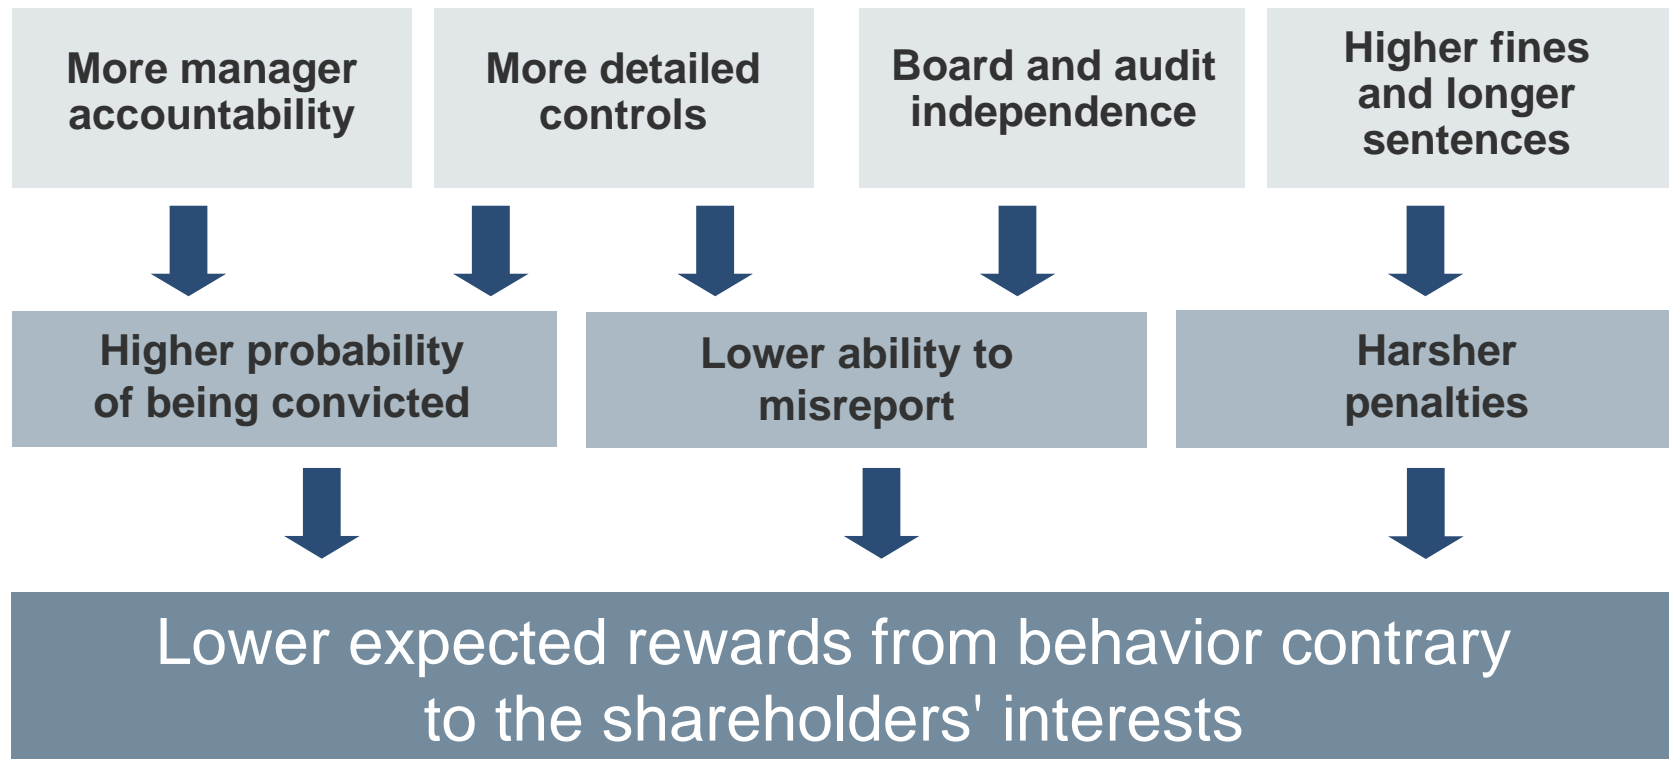 More manager
accountability
More detailed
controls
Board and audit
independence
Higher fines
and longer
sentences
Higher probability
of being convicted
Lower ability to
misreport
Harsher
penalties
Lower expected rewards from behavior contrary
to the shareholders' interests